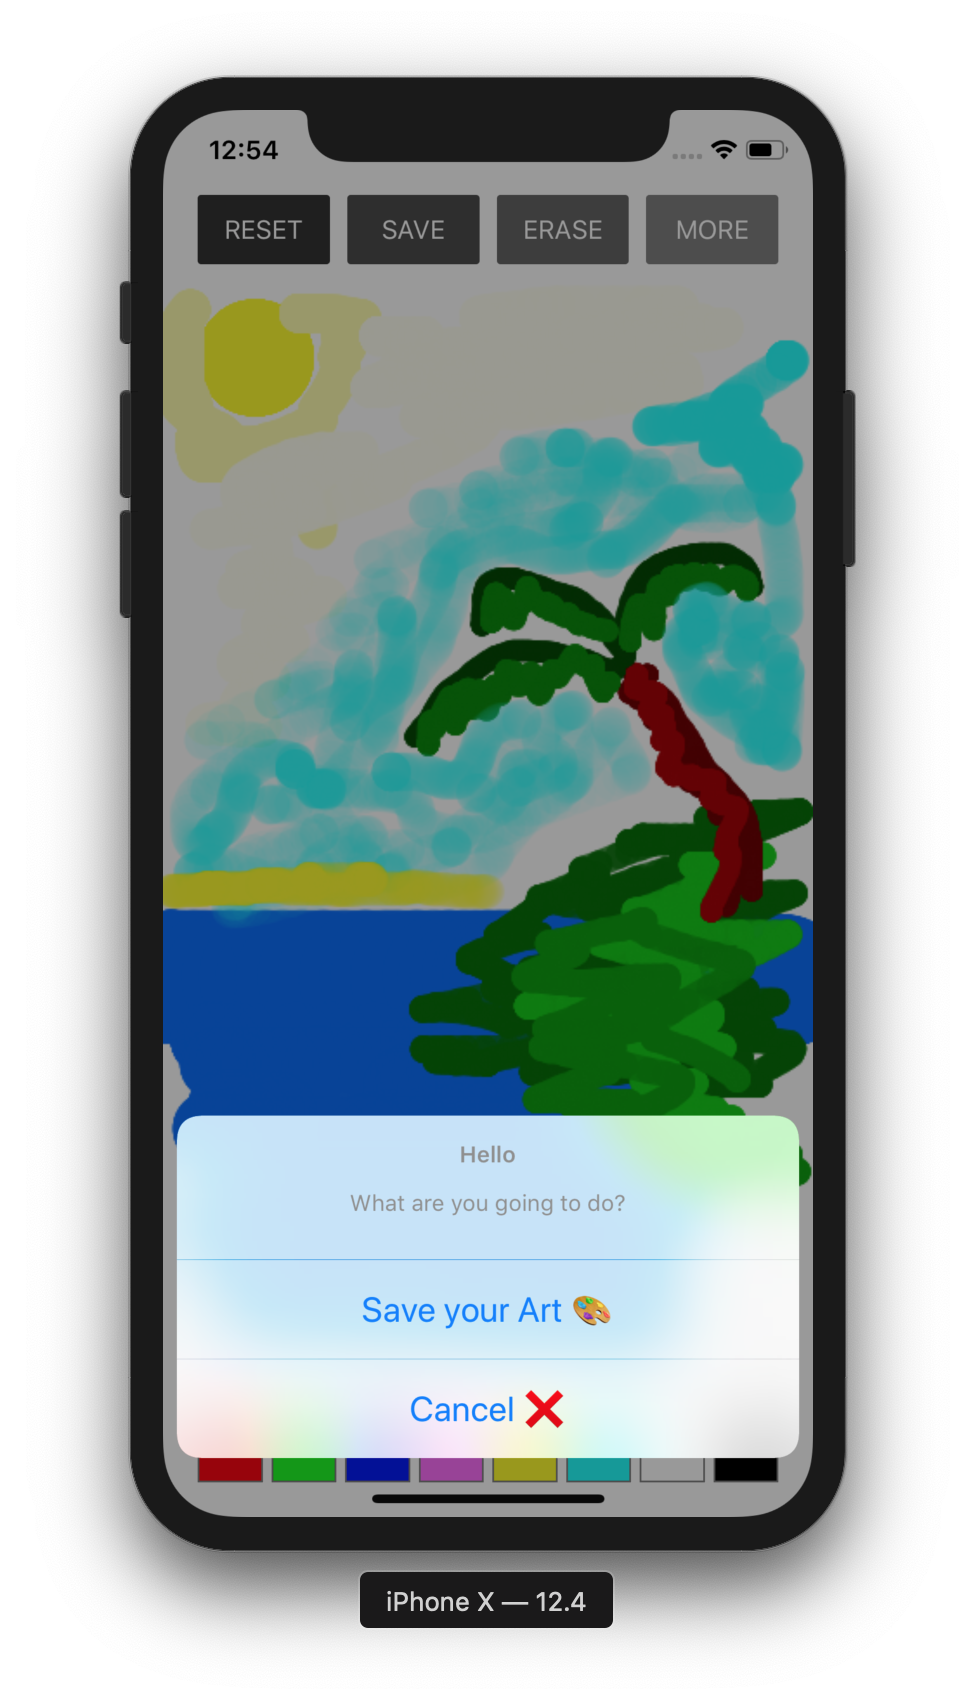 12:54
RESET SAVE ERASE MORE
Hello
What are you going to do?
Save your Art 🎨
Cancel ❌
iPhone X — 12.4